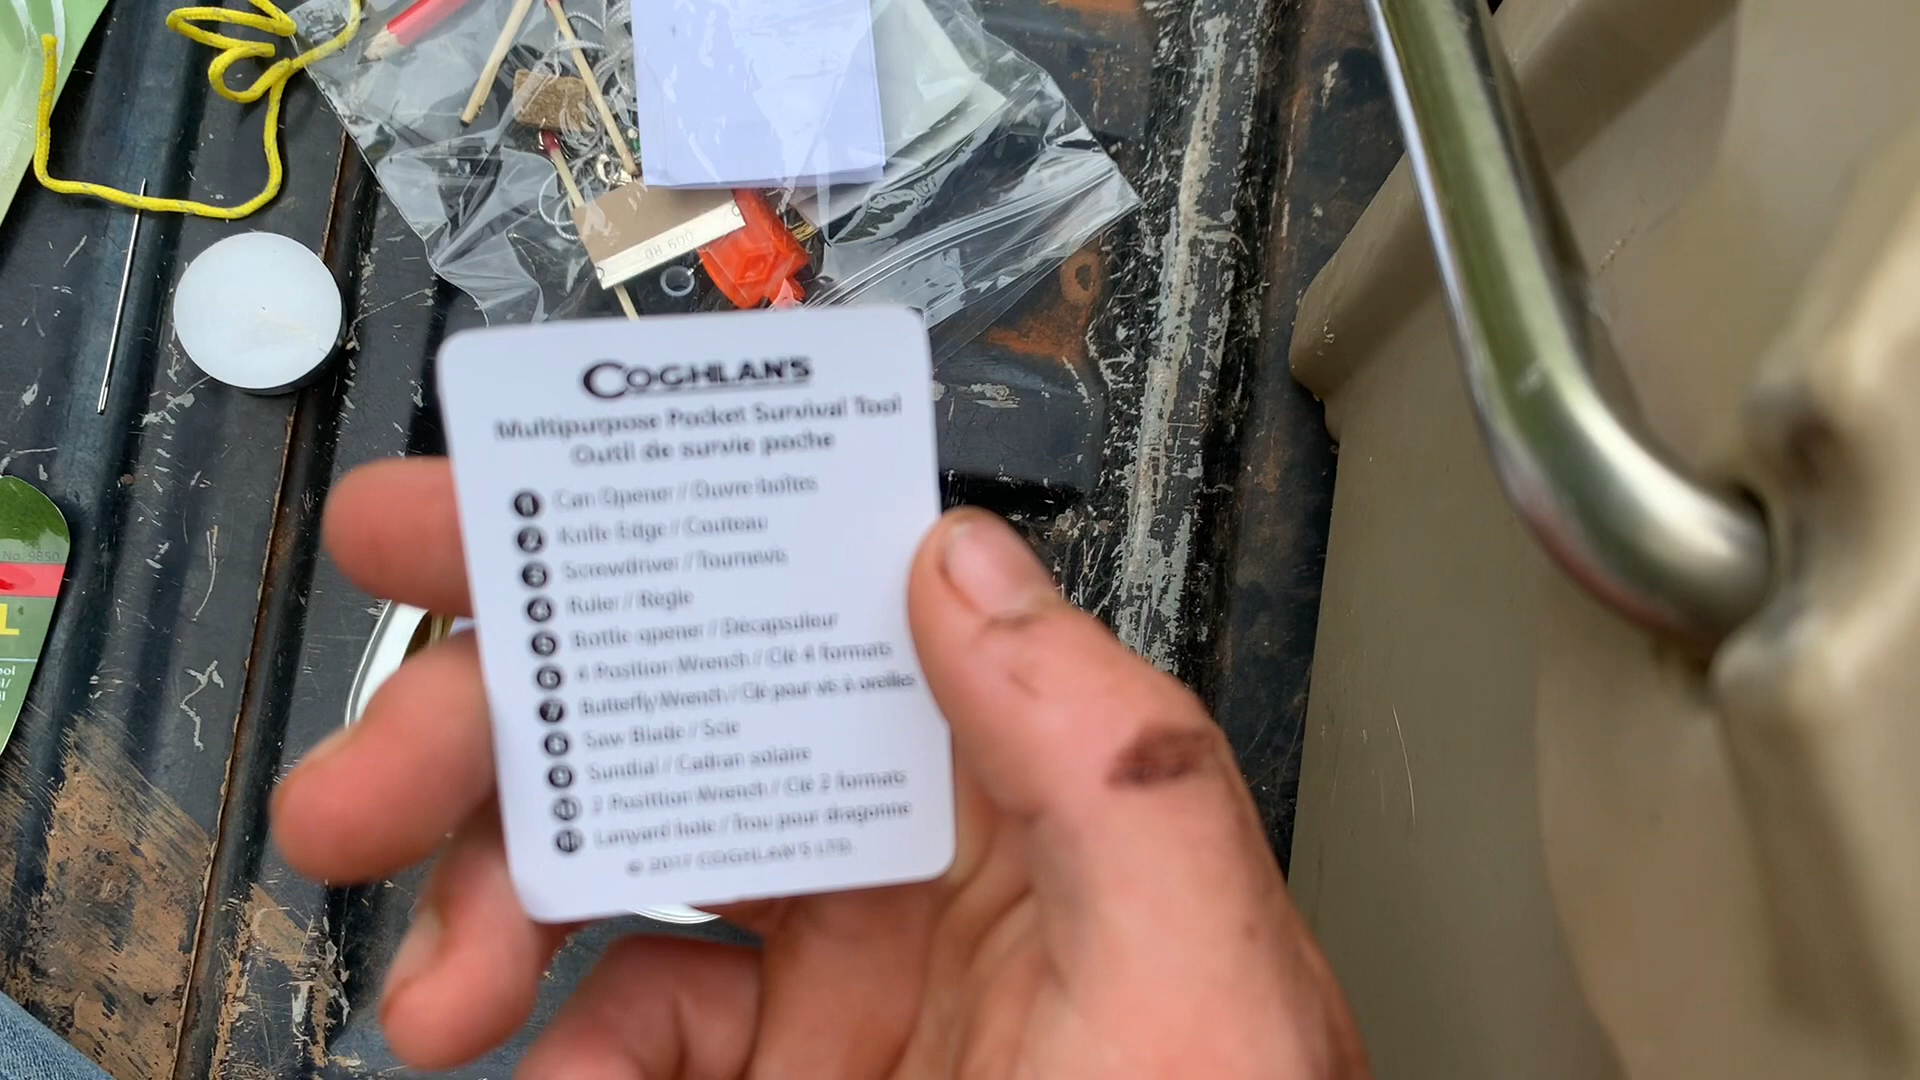 COGHLAN'S
Multipurpose Pocket Survival Tool
Outil de survie poche
1 Can Opener / Ouvre-boîtes
2 Knife Edge / Couteau
3 Screwdriver / Tournevis
4 Ruler / Règle
5 Bottle opener / Décapsuleur
6 4 Position Wrench / Clé 4 formats
7 Butterfly Wrench / Clé pour vis à oreilles
8 Saw Blade / Scie
9 Sundial / Cadran solaire
10 2 Position Wrench / Clé 2 formats
11 Lanyard hole / Trou pour dragonne
© 2017 COGHLAN'S LTD.
No. 9850